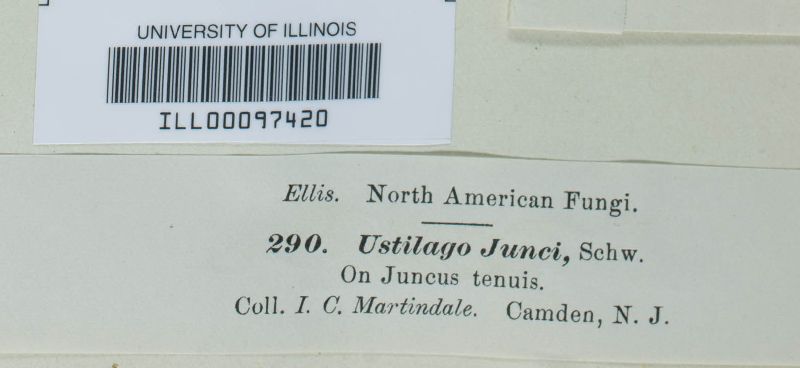 UNIVERSITY OF ILLINOIS
ILL00097420
Ellis. North American Fungi.
290. Ustilago Junci, Schw.
On Juncus tenuis.
Coll. I. C. Martindale. Camden, N. J.